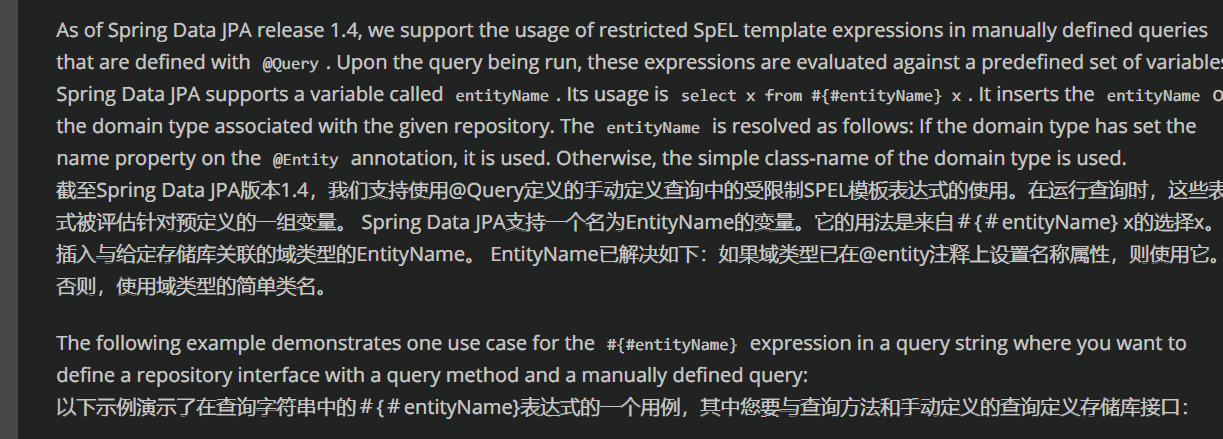 As of Spring Data JPA release 1.4, we support the usage of restricted SpEL template expressions in manually defined queries
that are defined with @Query . Upon the query being run, these expressions are evaluated against a predefined set of variables
Spring Data JPA supports a variable called entityName . Its usage is select x from #{#entityName} x . It inserts the entityName
the domain type associated with the given repository. The entityName is resolved as follows: If the domain type has set the
name property on the @Entity annotation, it is used. Otherwise, the simple class-name of the domain type is used.
截至Spring Data JPA版本1.4，我们支持使用@Query定义的手动定义查询中的受限制SPEL模板表达式的使用。在运行查询时，这些表
式被评估针对预定义的一组变量。 Spring Data JPA支持一个名为EntityName的变量。它的用法是来自＃{＃entityName} x的选择x。
插入与给定存储库关联的域类型的EntityName。 EntityName已解决如下：如果域类型已在@entity注释上设置名称属性，则使用它。
否则，使用域类型的简单类名。
The following example demonstrates one use case for the #{#entityName} expression in a query string where you want to
define a repository interface with a query method and a manually defined query:
以下示例演示了在查询字符串中的＃{＃entityName}表达式的一个用例，其中您要与查询方法和手动定义的查询定义存储库接口：